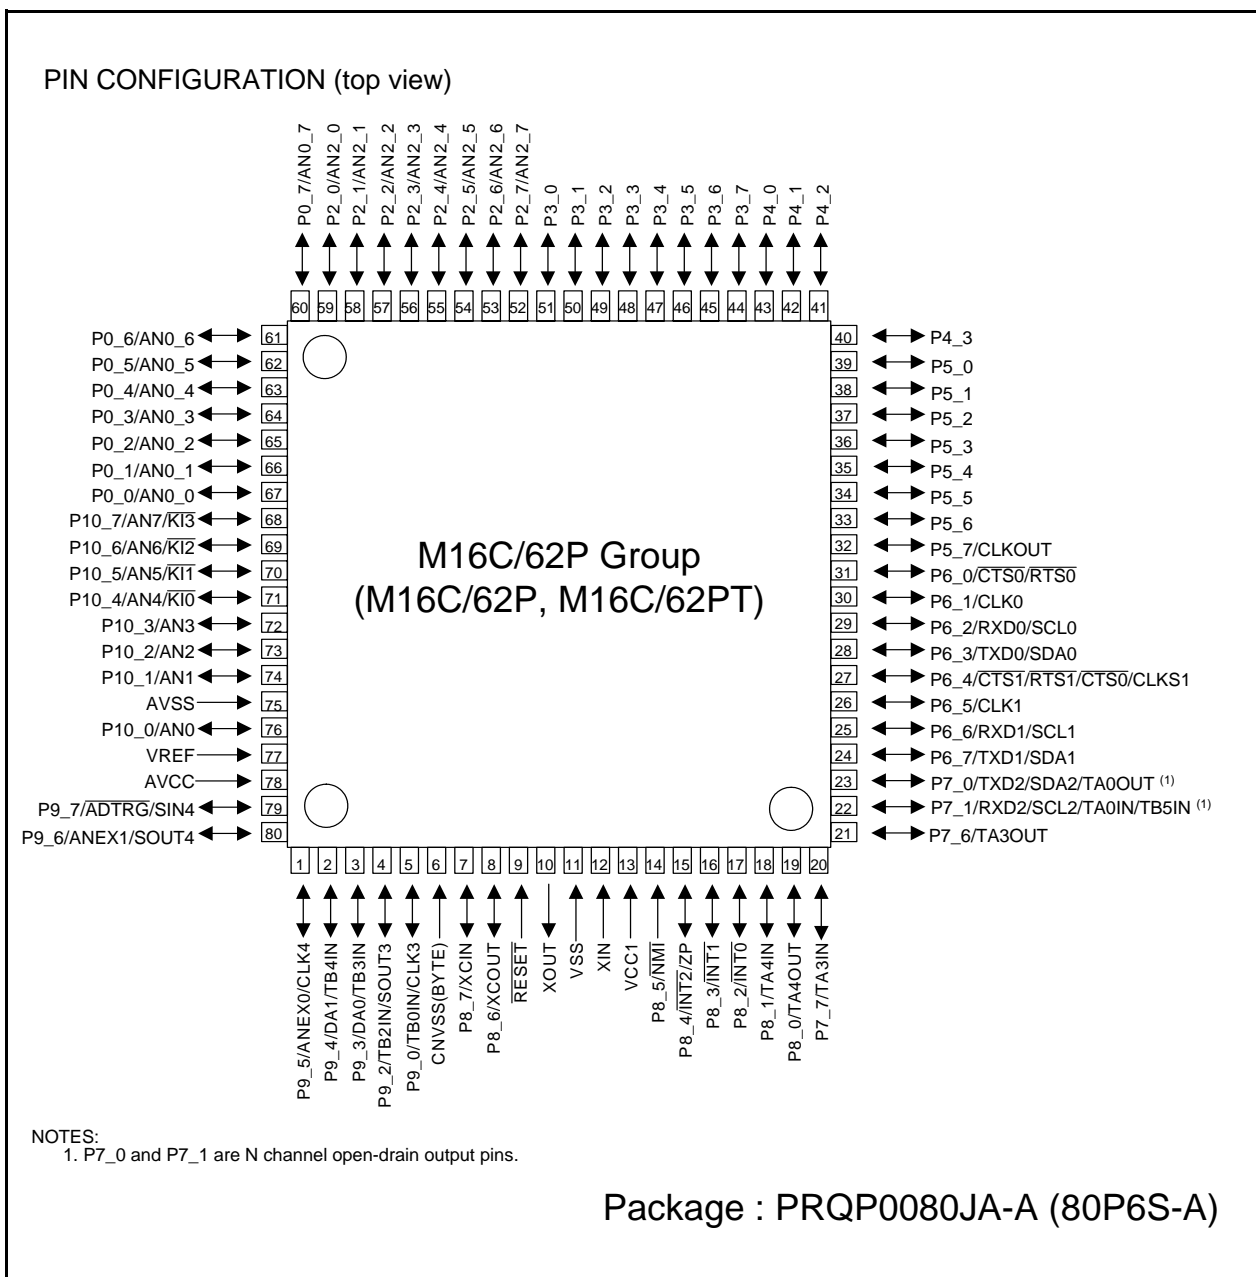 PIN CONFIGURATION (top view)
P0_7/AN0_7
P2_0/AN2_0
P2_1/AN2_1
P2_2/AN2_2
P2_3/AN2_3
P2_4/AN2_4
P2_5/AN2_5
P2_6/AN2_6
P2_7/AN2_7
P3_0
P3_1
P3_2
P3_3
P3_4
P3_5
P3_6
P3_7
P4_0
P4_1
P4_2
60 59 58 57 56 55 54 53 52 51 50 49 48 47 46 45 44 43 42 41
P0_6/AN0_6 61
P0_5/AN0_5 62
P0_4/AN0_4 63
P0_3/AN0_3 64
P0_2/AN0_2 65
P0_1/AN0_1 66
P0_0/AN0_0 67
P10_7/AN7/KI3 68
P10_6/AN6/KI2 69
P10_5/AN5/KI1 70
P10_4/AN4/KI0 71
P10_3/AN3 72
P10_2/AN2 73
P10_1/AN1 74
AVSS 75
P10_0/AN0 76
VREF 77
AVCC 78
P9_7/ADTRG/SIN4 79
P9_6/ANEX1/SOUT4 80
M16C/62P Group
(M16C/62P, M16C/62PT)
40 P4_3
39 P5_0
38 P5_1
37 P5_2
36 P5_3
35 P5_4
34 P5_5
33 P5_6
32 P5_7/CLKOUT
31 P6_0/CTS0/RTS0
30 P6_1/CLK0
29 P6_2/RXD0/SCL0
28 P6_3/TXD0/SDA0
27 P6_4/CTS1/RTS1/CTS0/CLKS1
26 P6_5/CLK1
25 P6_6/RXD1/SCL1
24 P6_7/TXD1/SDA1
23 P7_0/TXD2/SDA2/TA0OUT (1)
22 P7_1/RXD2/SCL2/TA0IN/TB5IN (1)
21 P7_6/TA3OUT
1 2 3 4 5 6 7 8 9 10 11 12 13 14 15 16 17 18 19 20
P9_5/ANEX0/CLK4
P9_4/DA1/TB4IN
P9_3/DA0/TB3IN
P9_2/TB2IN/SOUT3
P9_0/TB0IN/CLK3
CNVSS(BYTE)
P8_7/XCIN
P8_6/XCOUT
RESET
XOUT
VSS
XIN
VCC1
P8_5/NMI
P8_4/INT2/ZP
P8_3/INT1
P8_2/INT0
P8_1/TA4IN
P8_0/TA4OUT
P7_7/TA3IN
NOTES:
1. P7_0 and P7_1 are N channel open-drain output pins.
Package : PRQP0080JA-A (80P6S-A)